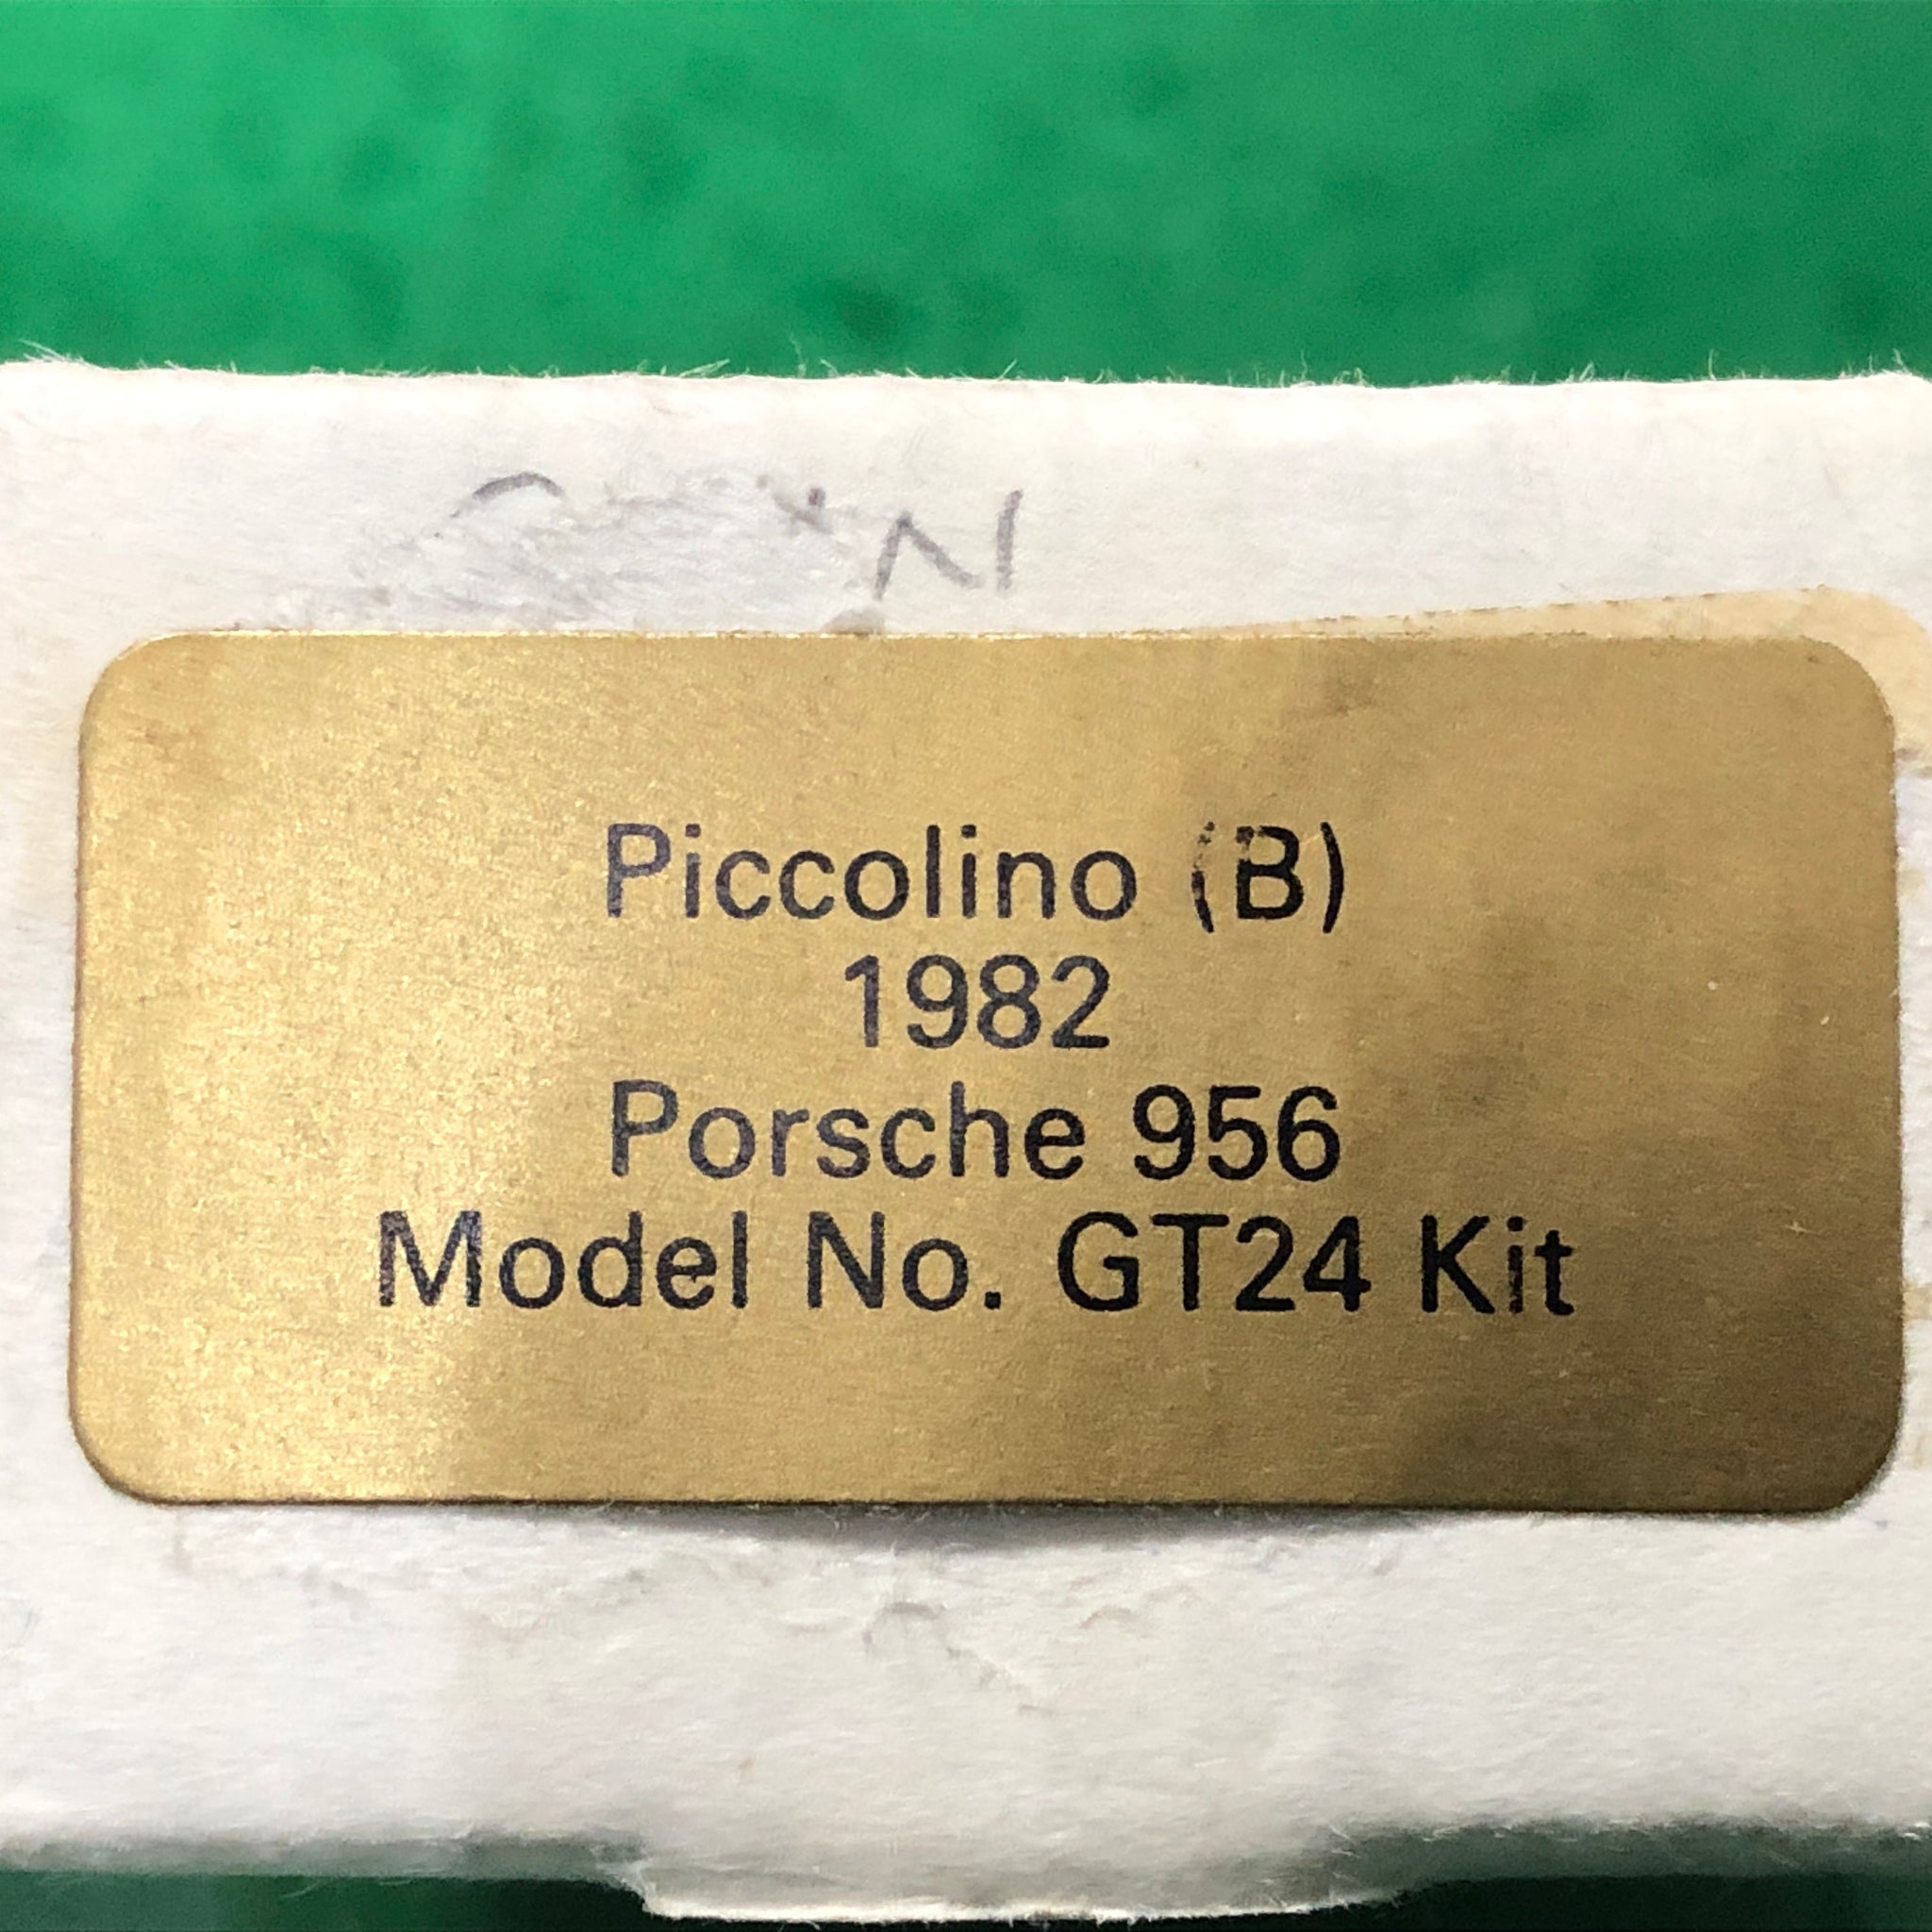 Piccolino (B)
1982
Porsche 956
Model No. GT24 Kit